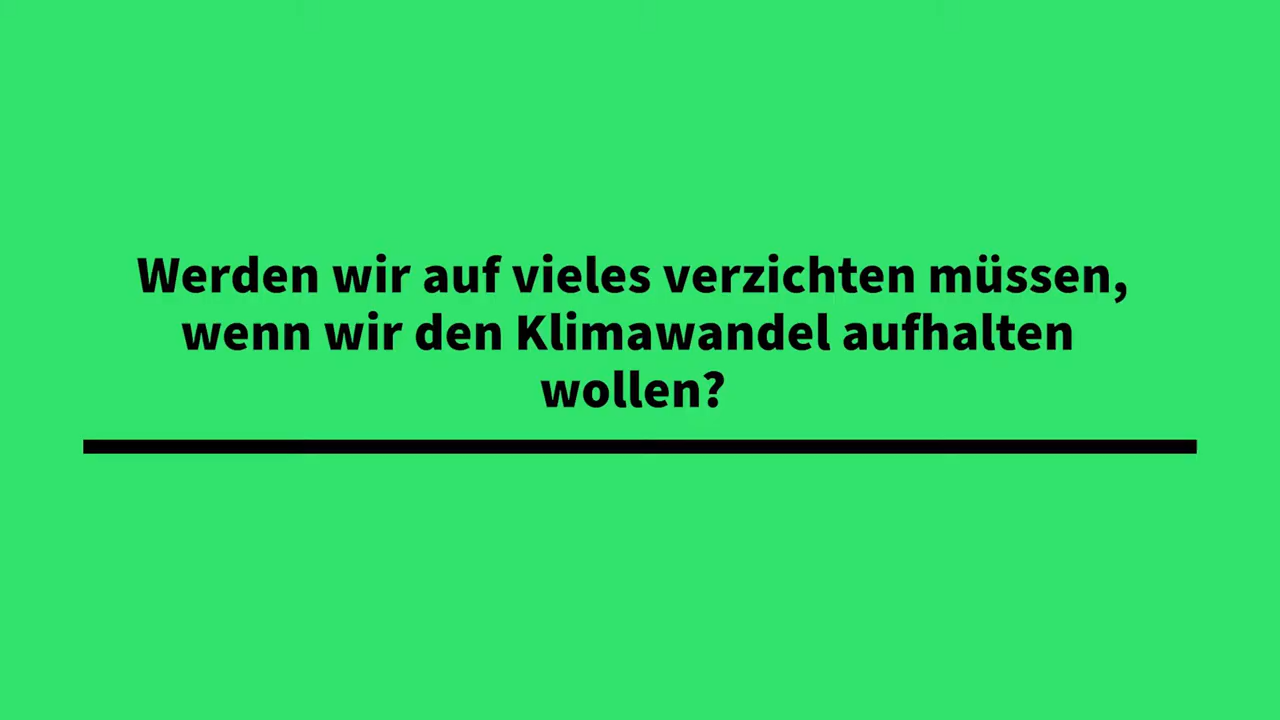 Werden wir auf vieles verzichten müssen,
wenn wir den Klimawandel aufhalten
wollen?